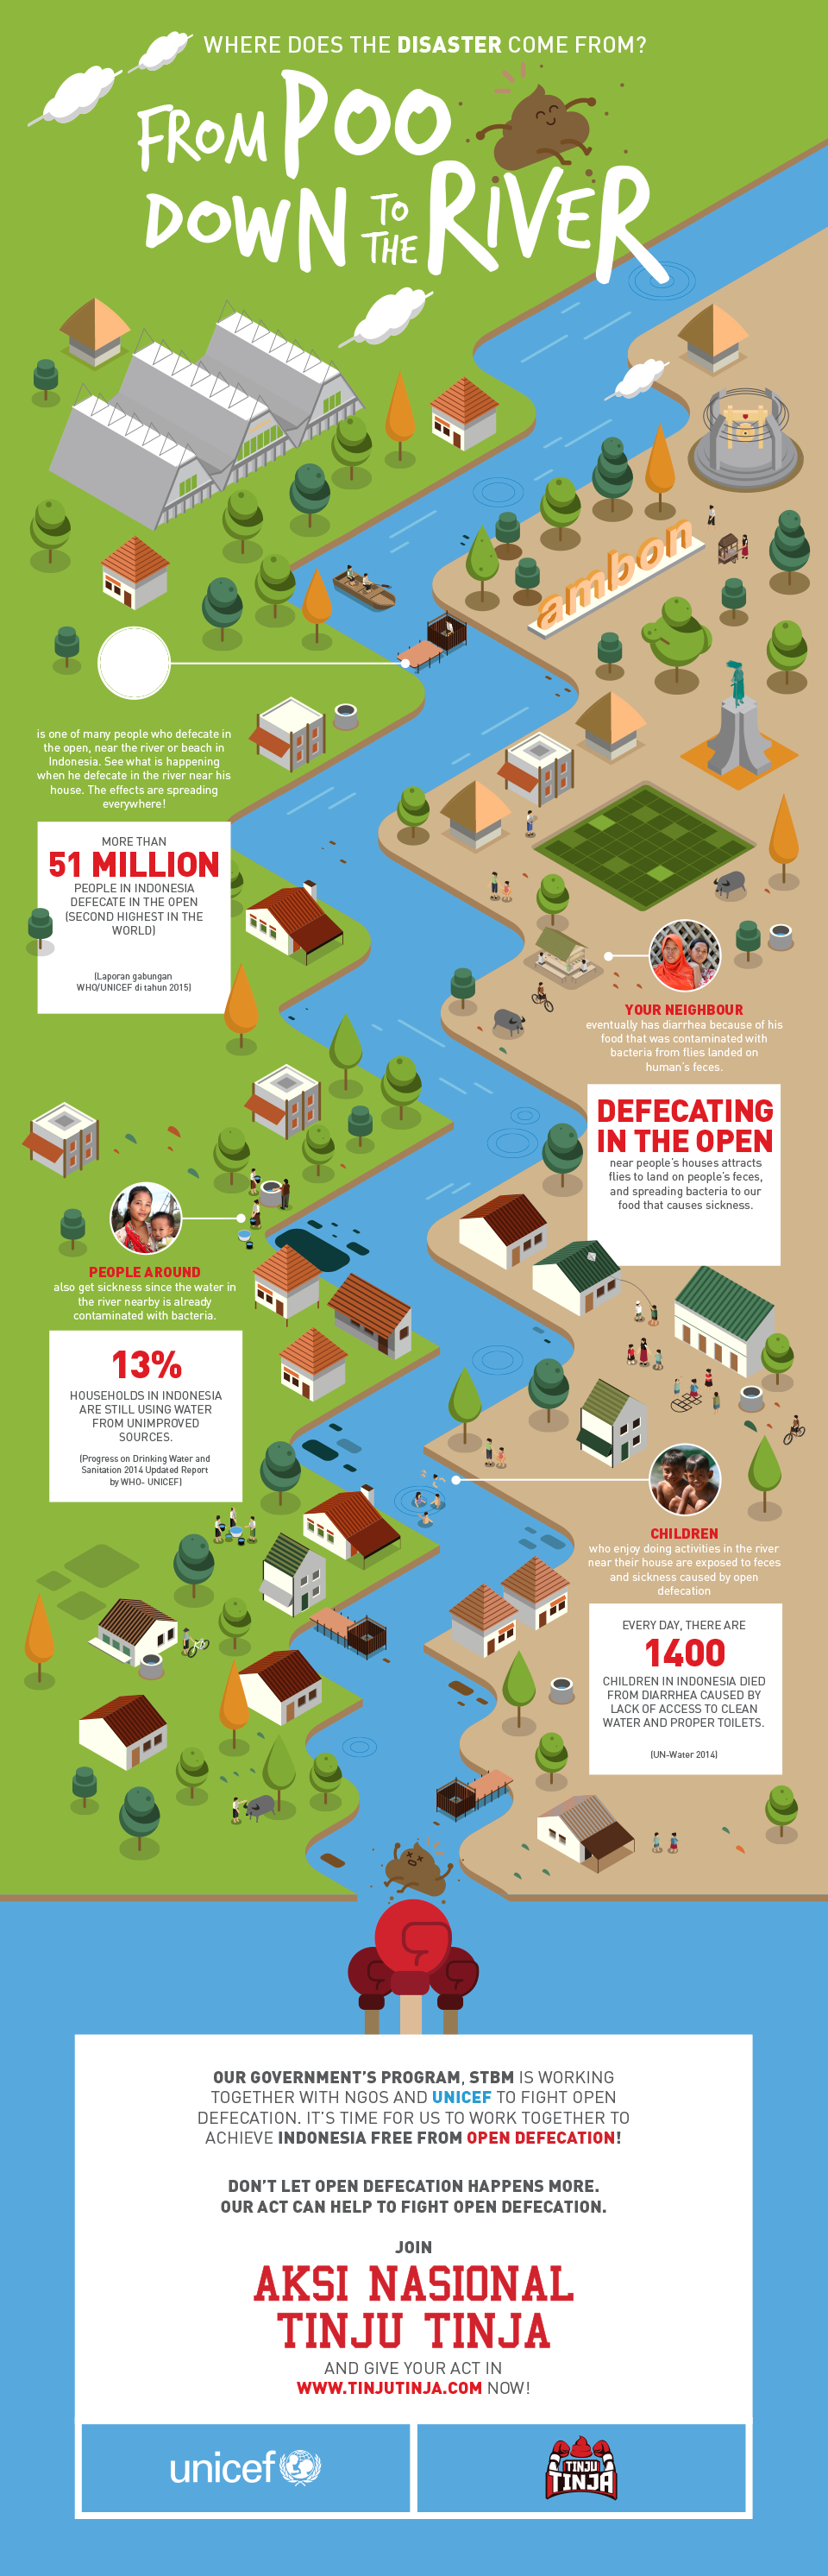 WHERE DOES THE DISASTER COME FROM?
FROM POO
DOWN TO THE RIVER
ambon
is one of many people who defecate in
the open, near the river or beach in
Indonesia. See what is happening
when he defecate in the river near his
house. The effects are spreading
everywhere!
MORE THAN
51 MILLION
PEOPLE IN INDONESIA
DEFECATE IN THE OPEN
(SECOND HIGHEST IN THE
WORLD)
(Laporan gabungan
WHO/UNICEF di tahun 2015)
YOUR NEIGHBOUR
eventually has diarrhea because of his
food that was contaminated with
bacteria from flies landed on
human's feces.
DEFECATING
IN THE OPEN
near people's houses attracts
flies to land on people's feces,
and spreading bacteria to our
food that causes sickness.
PEOPLE AROUND
also get sickness since the water in
the river nearby is already
contaminated with bacteria.
13%
HOUSEHOLDS IN INDONESIA
ARE STILL USING WATER
FROM UNIMPROVED
SOURCES.
(Progress on Drinking Water and
Sanitation 2014 Updated Report
by WHO- UNICEF)
CHILDREN
who enjoy doing activities in the river
near their house are exposed to feces
and sickness caused by open
defecation
EVERY DAY, THERE ARE
1400
CHILDREN IN INDONESIA DIED
FROM DIARRHEA CAUSED BY
LACK OF ACCESS TO CLEAN
WATER AND PROPER TOILETS.
(UN-Water 2014)
OUR GOVERNMENT'S PROGRAM, STBM IS WORKING
TOGETHER WITH NGOS AND UNICEF TO FIGHT OPEN
DEFECATION. IT'S TIME FOR US TO WORK TOGETHER TO
ACHIEVE INDONESIA FREE FROM OPEN DEFECATION!
DON'T LET OPEN DEFECATION HAPPENS MORE.
OUR ACT CAN HELP TO FIGHT OPEN DEFECATION.
JOIN
AKSI NASIONAL
TINJU TINJA
AND GIVE YOUR ACT IN
WWW.TINJUTINJA.COM NOW!
unicef
TINJU
TINJA